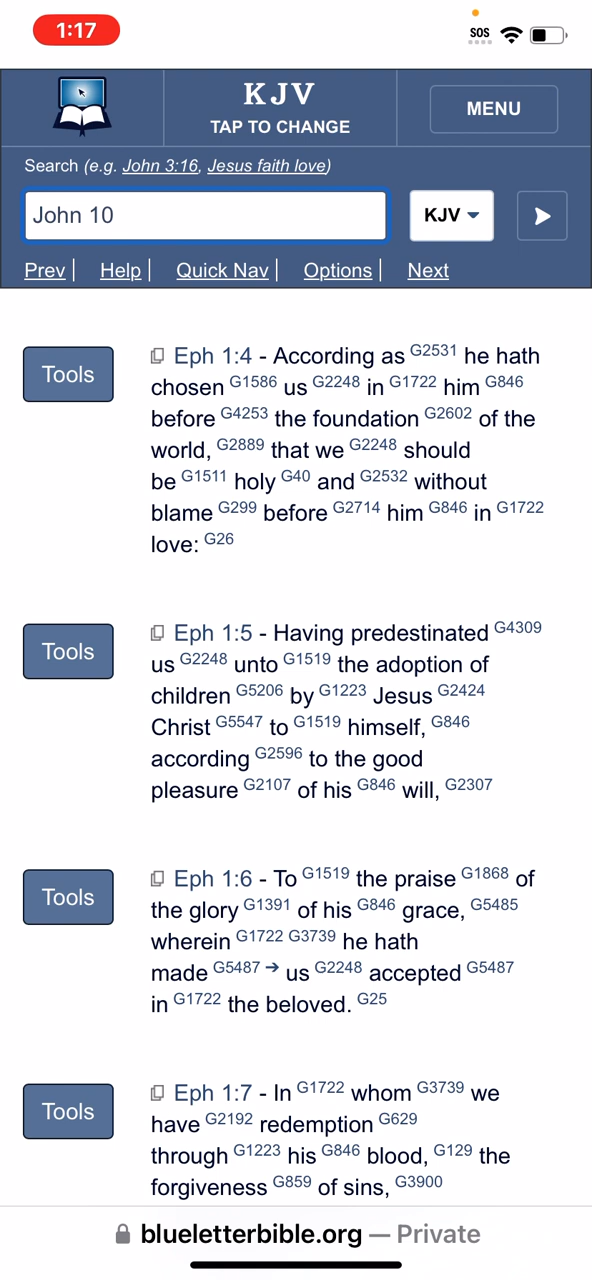 1:17
SOS
KJV
TAP TO CHANGE
MENU
Search (e.g. John 3:16, Jesus faith love)
John 10
KJV
Prev | Help | Quick Nav | Options | Next
Tools
Eph 1:4 - According as G2531 he hath
chosen G1586 us G2248 in G1722 him G846
before G4253 the foundation G2602 of the
world, G2889 that we G2248 should
be G1511 holy G40 and G2532 without
blame G299 before G2714 him G846 in G1722
love: G26
Tools
Eph 1:5 - Having predestinated G4309
us G2248 unto G1519 the adoption of
children G5206 by G1223 Jesus G2424
Christ G5547 to G1519 himself, G846
according G2596 to the good
pleasure G2107 of his G846 will, G2307
Tools
Eph 1:6 - To G1519 the praise G1868 of
the glory G1391 of his G846 grace, G5485
wherein G1722 G3739 he hath
made G5487 → us G2248 accepted G5487
in G1722 the beloved. G25
Tools
Eph 1:7 - In G1722 whom G3739 we
have G2192 redemption G629
through G1223 his G846 blood, G129 the
forgiveness G859 of sins, G3900
blueletterbible.org — Private